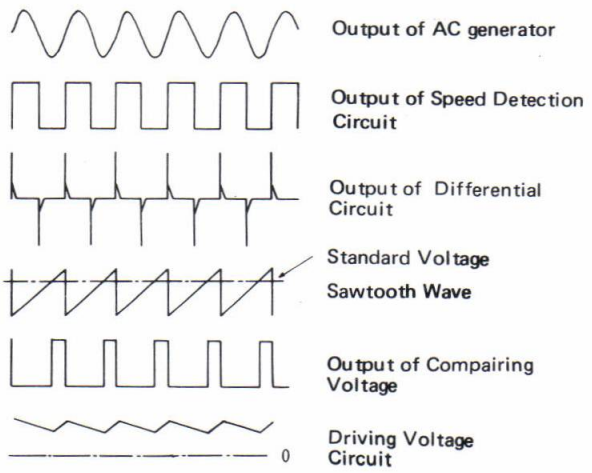 Output of AC generator
Output of Speed Detection
Circuit
Output of Differential
Circuit
Standard Voltage
Sawtooth Wave
Output of Compairing
Voltage
Driving Voltage
0
Circuit